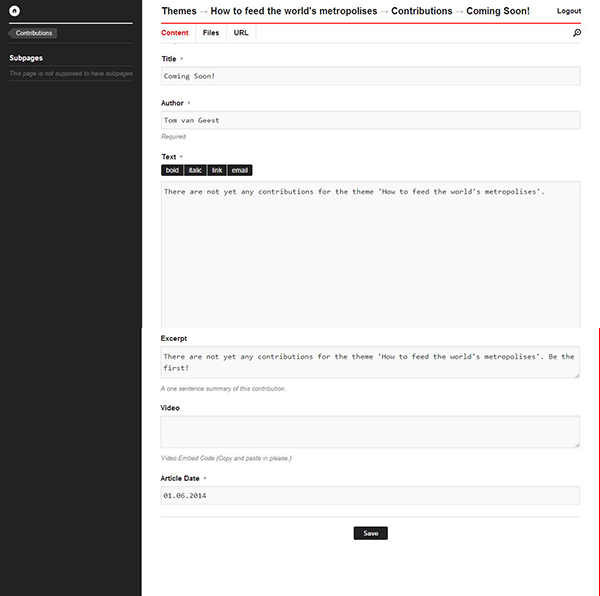 Themes → How to feed the world's metropolises → Contributions → Coming Soon!
Logout
Contributions
Content
Files
URL
Subpages
This page is not supposed to have subpages
Title *
Coming Soon!
Author *
Tom van Geest
Required
Text *
bold
italic
link
email
There are not yet any contributions for the theme 'How to feed the world's metropolises'.
Excerpt
There are not yet any contributions for the theme 'How to feed the world's metropolises'. Be the
first!
A one sentence summary of this contribution.
Video
Video Embed Code (Copy and paste in please.)
Article Date *
01.06.2014
Save